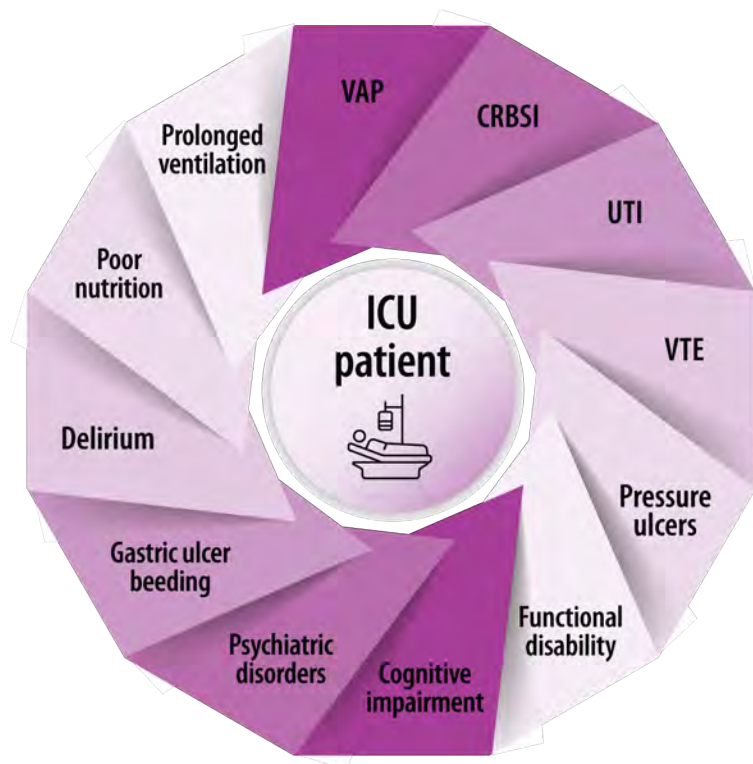 ICU
patient
VAP
CRBSI
UTI
VTE
Pressure
ulcers
Functional
disability
Cognitive
impairment
Psychiatric
disorders
Gastric ulcer
beeding
Delirium
Poor
nutrition
Prolonged
ventilation